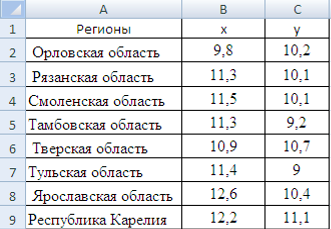 A B C
1 Регионы x y
2 Орловская область 9,8 10,2
3 Рязанская область 11,3 10,1
4 Смоленская область 11,5 10,1
5 Тамбовская область 11,3 9,2
6 Тверская область 10,9 10,7
7 Тульская область 11,4 9
8 Ярославская область 12,6 10,4
9 Республика Карелия 12,2 11,1